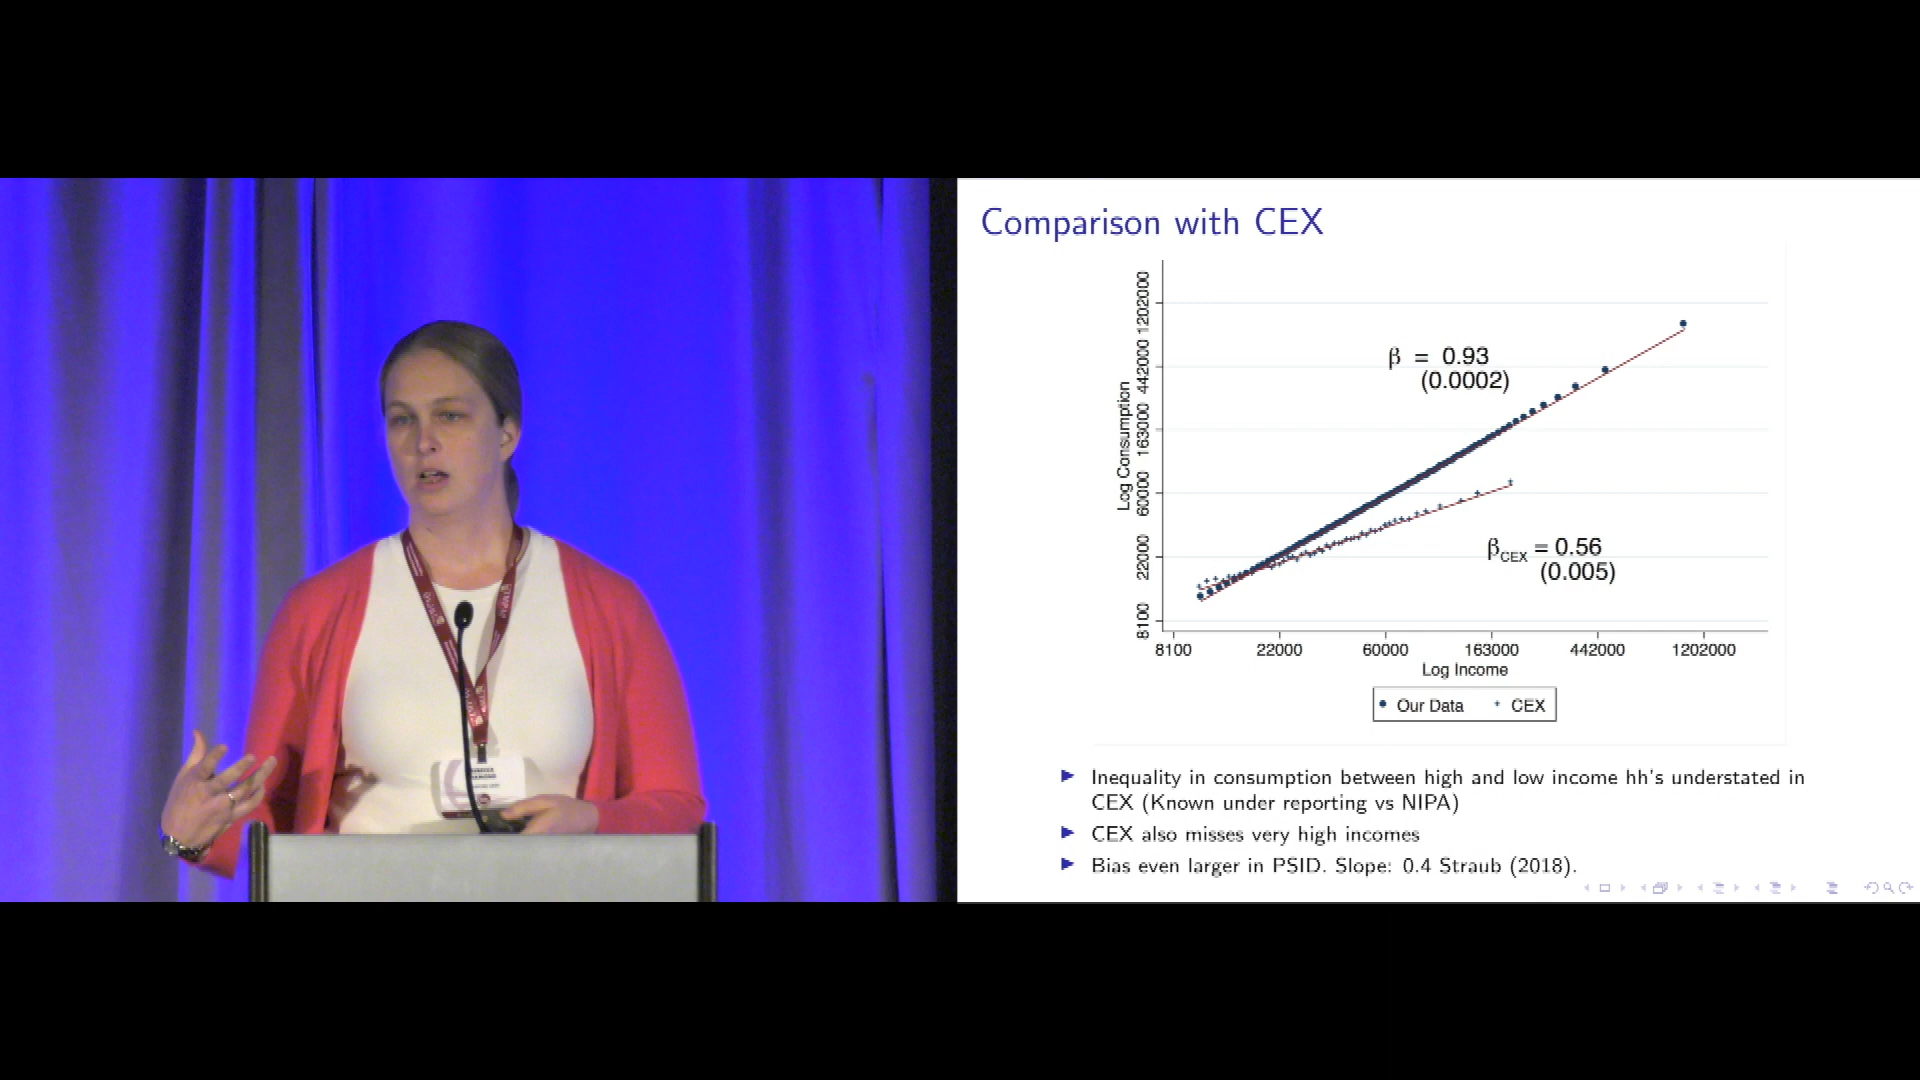 Comparison with CEX
Log Consumption
1202000
442000
163000
60000
22000
8100
β = 0.93
(0.0002)
βCEX = 0.56
(0.005)
8100 22000 60000 163000 442000 1202000
Log Income
Our Data CEX
Inequality in consumption between high and low income hh's understated in
CEX (Known under reporting vs NIPA)
CEX also misses very high incomes
Bias even larger in PSID. Slope: 0.4 Straub (2018).